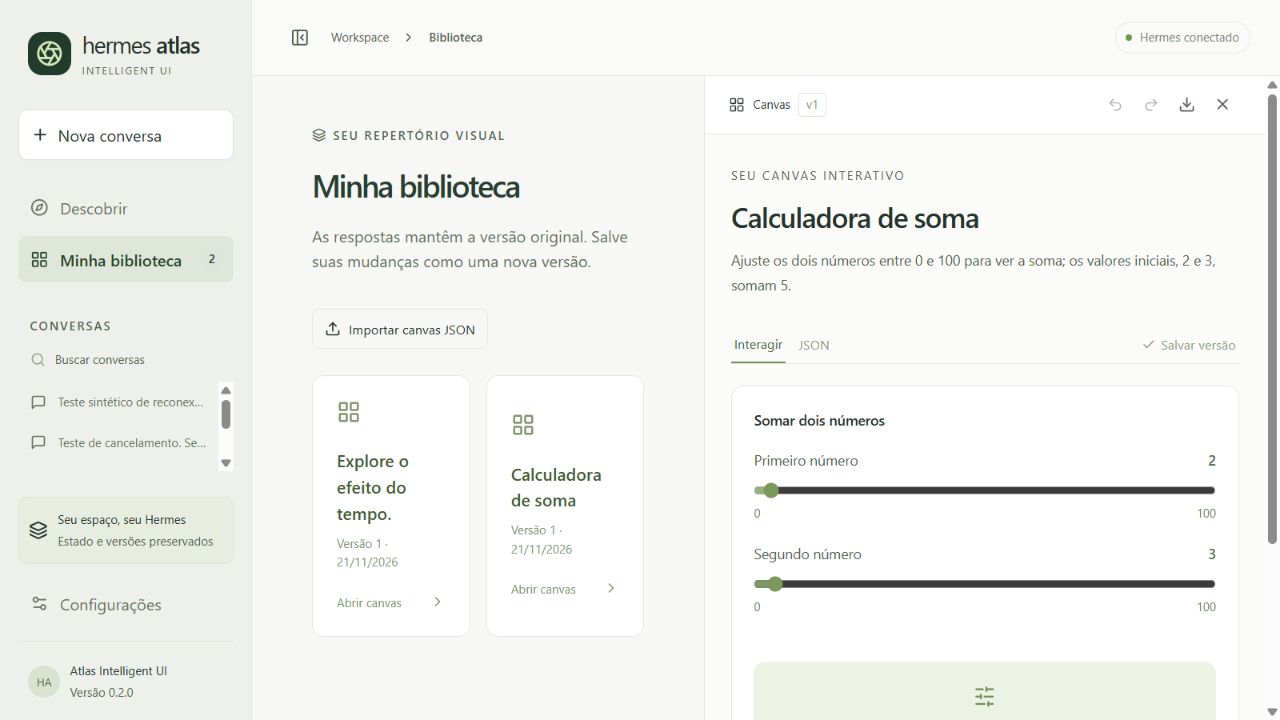 hermes atlas
INTELLIGENT UI
Nova conversa
Descobrir
Minha biblioteca 2
CONVERSAS
Buscar conversas
Teste sintético de reconex...
Teste de cancelamento. Se...
Seu espaço, seu Hermes
Estado e versões preservados
Configurações
HA
Atlas Intelligent UI
Versão 0.2.0
Workspace
Biblioteca
Hermes conectado
SEU REPERTÓRIO VISUAL
Minha biblioteca
As respostas mantêm a versão original. Salve
suas mudanças como uma nova versão.
Importar canvas JSON
Explore o
efeito do
tempo.
Versão 1 ·
21/11/2026
Abrir canvas
Calculadora
de soma
Versão 1 ·
21/11/2026
Abrir canvas
Canvas v1
SEU CANVAS INTERATIVO
Calculadora de soma
Ajuste os dois números entre 0 e 100 para ver a soma; os valores iniciais, 2 e 3,
somam 5.
Interagir JSON Salvar versão
Somar dois números
Primeiro número 2
0 100
Segundo número 3
0 100